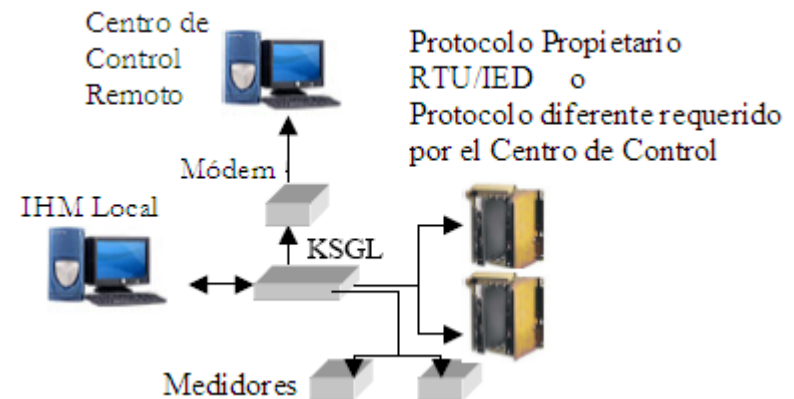 Centro de
Control
Remoto
Protocolo Propietario
RTU/IED o
Protocolo diferente requerido
por el Centro de Control
Módem
IHM Local
KSGL
Medidores